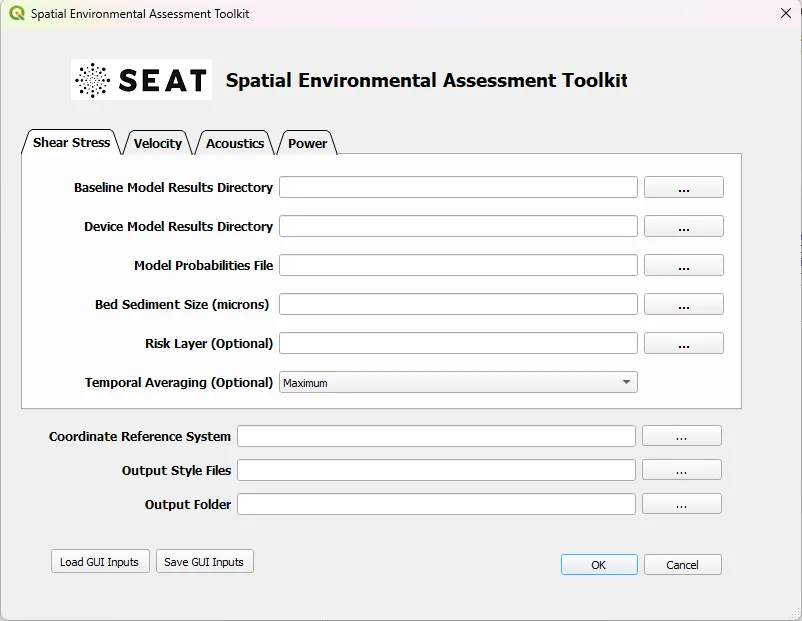 Spatial Environmental Assessment Toolkit
SEAT Spatial Environmental Assessment Toolkit
Shear Stress Velocity Acoustics Power
Baseline Model Results Directory ...
Device Model Results Directory ...
Model Probabilities File ...
Bed Sediment Size (microns) ...
Risk Layer (Optional) ...
Temporal Averaging (Optional) Maximum
Coordinate Reference System ...
Output Style Files ...
Output Folder ...
Load GUI Inputs Save GUI Inputs OK Cancel